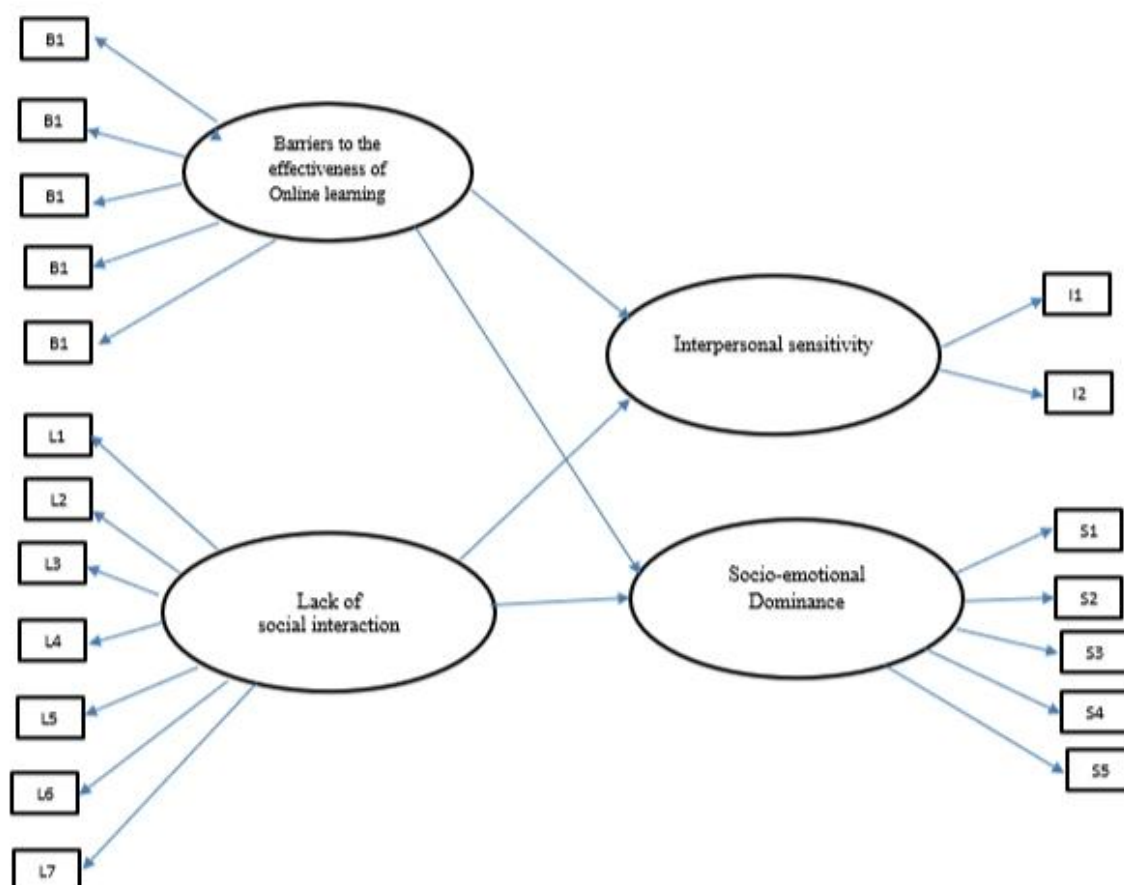 B1
B1
B1
B1
B1
Barriers to the
effectiveness of
Online learning
L1
L2
L3
L4
L5
L6
L7
Lack of
social interaction
Interpersonal sensitivity
I1
I2
Socio-emotional
Dominance
S1
S2
S3
S4
S5